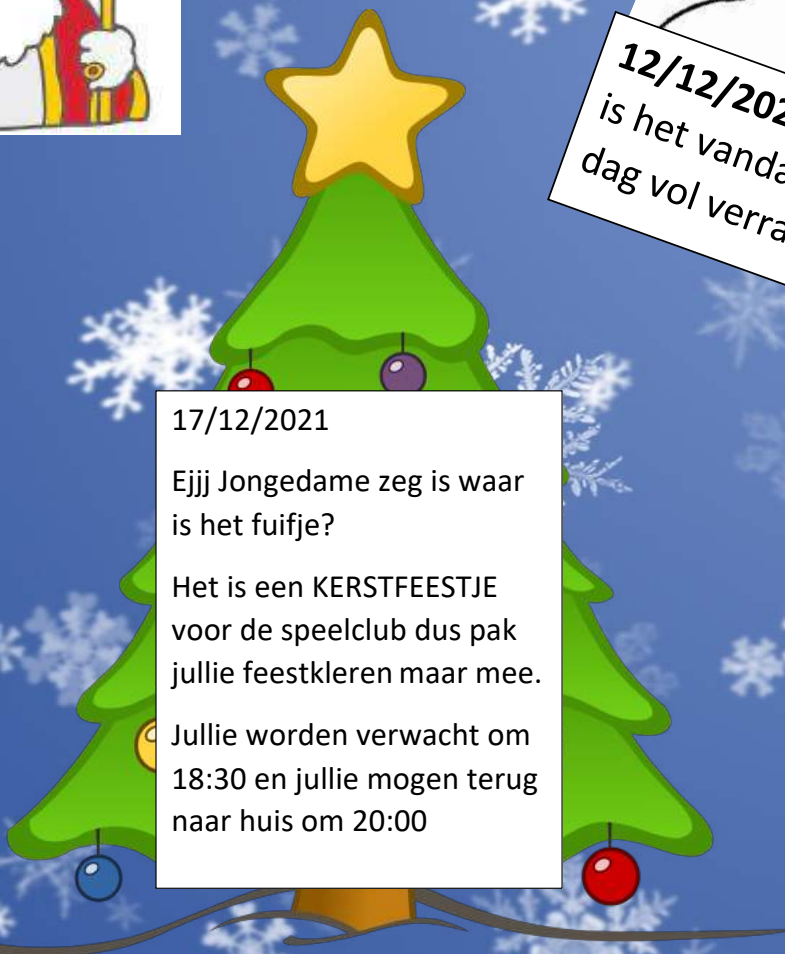 12/12/202
is het vanda
dag vol verra
17/12/2021
Ejjj Jongedame zeg is waar
is het fuifje?
Het is een KERSTFEESTJE
voor de speelclub dus pak
jullie feestkleren maar mee.
Jullie worden verwacht om
18:30 en jullie mogen terug
naar huis om 20:00